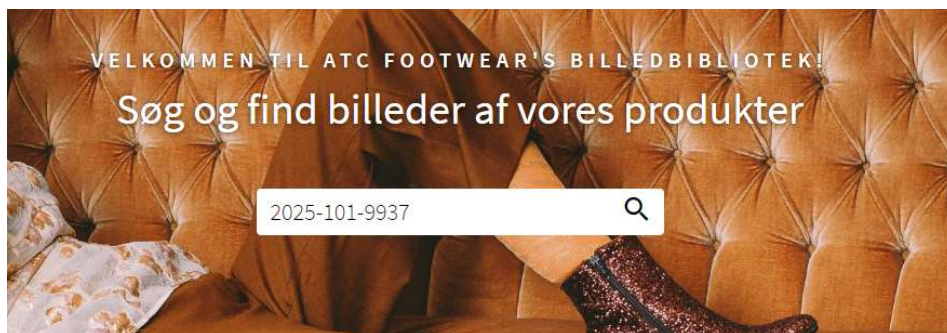 VELKOMMEN TIL ATC FOOTWEAR'S BILLEDBIBLIOTEK!
Søg og find billeder af vores produkter
2025-101-9937